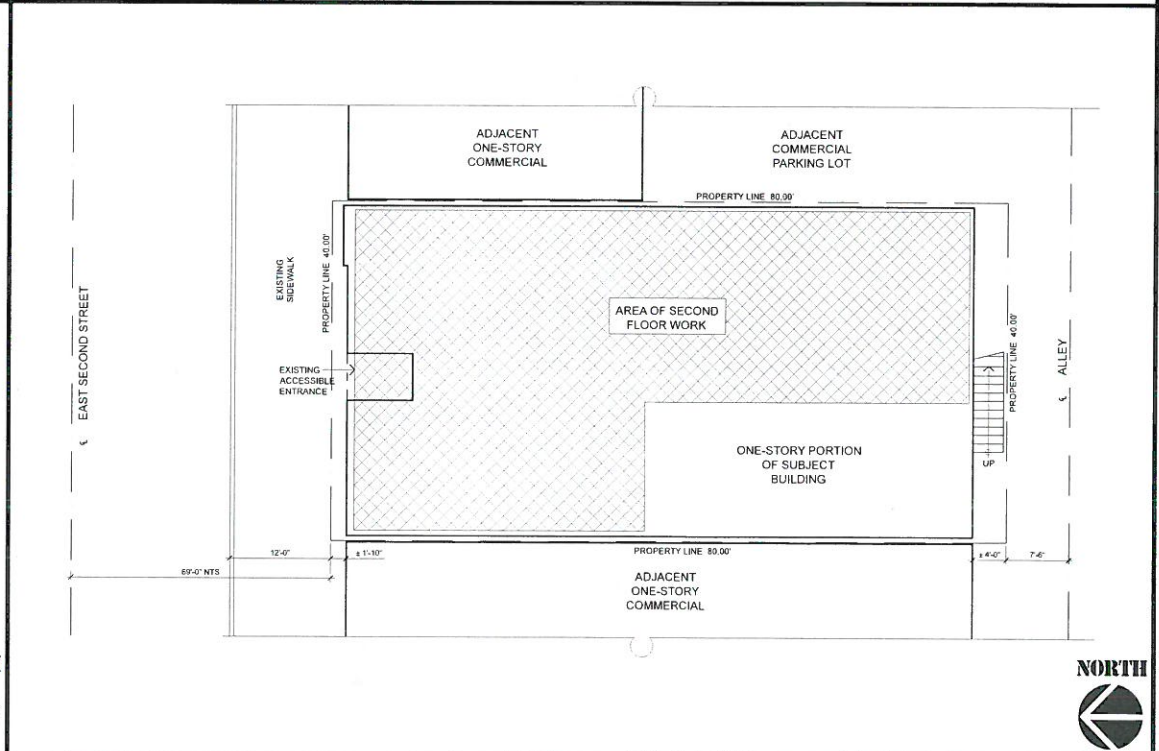 ADJACENT
ONE-STORY
COMMERCIAL
ADJACENT
COMMERCIAL
PARKING LOT
PROPERTY LINE 80.00'
EAST SECOND STREET
EXISTING
SIDEWALK
PROPERTY LINE 40.00'
AREA OF SECOND
FLOOR WORK
EXISTING
ACCESSIBLE
ENTRANCE
PROPERTY LINE 40.00'
ALLEY
ONE-STORY PORTION
OF SUBJECT
BUILDING
UP
12'-0"
± 1'-10"
PROPERTY LINE 80.00'
± 4'-0"
7'-6"
69'-0" NTS
ADJACENT
ONE-STORY
COMMERCIAL
NORTH